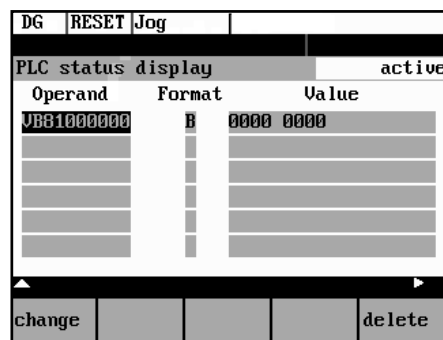 DG RESET Jog
PLC status display active
Operand Format Value
VB81000000 B 0000 0000
change delete